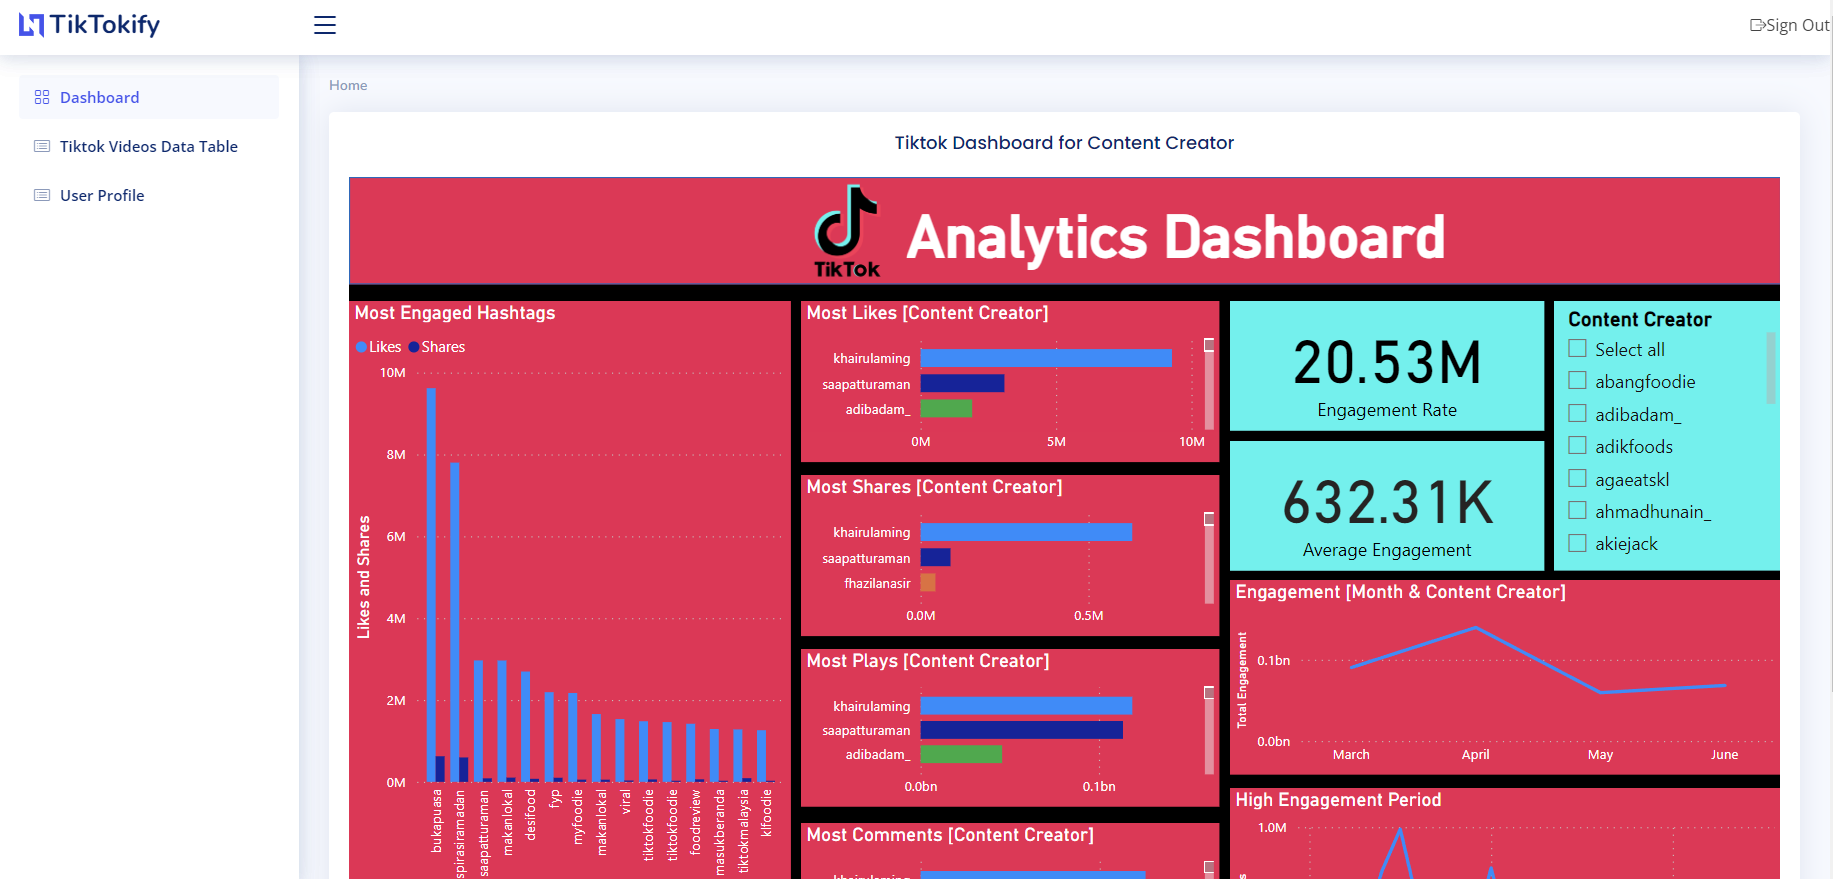 TikTokify
Sign Out
Dashboard
Tiktok Videos Data Table
User Profile
Home
Tiktok Dashboard for Content Creator
TikTok
Analytics Dashboard
Most Engaged Hashtags
Likes Shares
Likes and Shares
10M
8M
6M
4M
2M
0M
bukapuasa
spirasiramadan
saapatturaman
makanlokal
desifood
fyp
myfoodie
makanlokal
viral
tiktokfoodie
tiktokfoodie
foodreview
masukberanda
tiktokmalaysia
klfoodie
Most Likes [Content Creator]
khairulaming
saapatturaman
adibadam_
0M 5M 10M
Most Shares [Content Creator]
khairulaming
saapatturaman
fhazilanasir
0.0M 0.5M
Most Plays [Content Creator]
khairulaming
saapatturaman
adibadam_
0.0bn 0.1bn
Most Comments [Content Creator]
khairulaming
20.53M
Engagement Rate
632.31K
Average Engagement
Content Creator
Select all
abangfoodie
adibadam_
adikfoods
agaeatskl
ahmadhunain_
akiejack
Engagement [Month & Content Creator]
Total Engagement
0.1bn
0.0bn
March April May June
High Engagement Period
1.0M